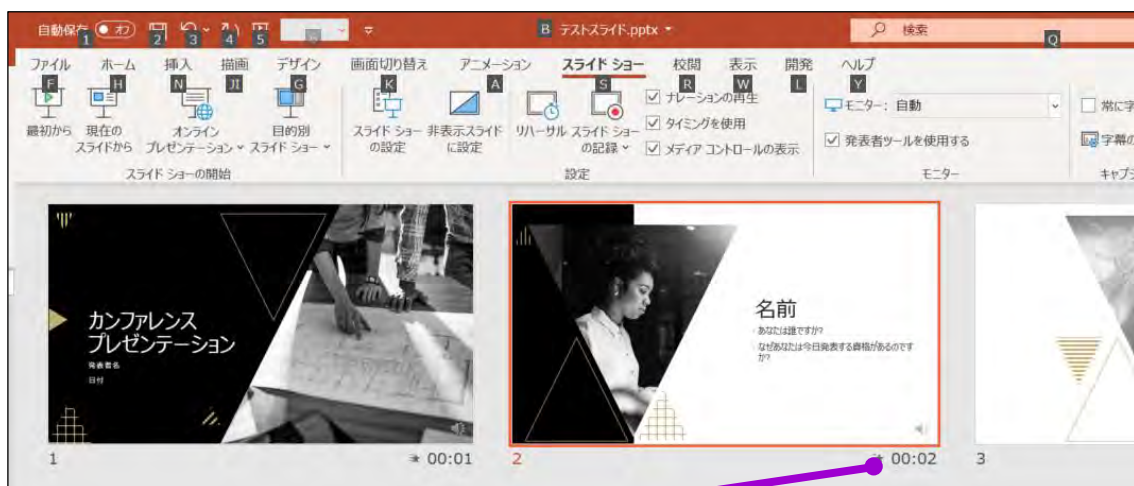 自動保存 オフ
1 2 3 4 5
B テストスライド.pptx
検索
Q
ファイル ホーム 挿入 描画 デザイン 画面切り替え アニメーション スライド ショー 校閲 表示 開発 ヘルプ
F H N JI G K A S R W L Y
最初から
現在の
スライドから
オンライン
プレゼンテーション
目的別
スライド ショー
スライド ショーの開始
スライド ショー
の設定
非表示スライド
に設定
リハーサル
スライド ショー
の記録
ナレーションの再生
タイミングを使用
メディア コントロールの表示
設定
モニター: 自動
発表者ツールを使用する
モニター
常に字
字幕の
キャプ
カンファレンス
プレゼンテーション
発表者名
日付
1
00:01
名前
あなたは誰ですか?
なぜあなたは今日発表する資格があるのです
か?
2
00:02
3